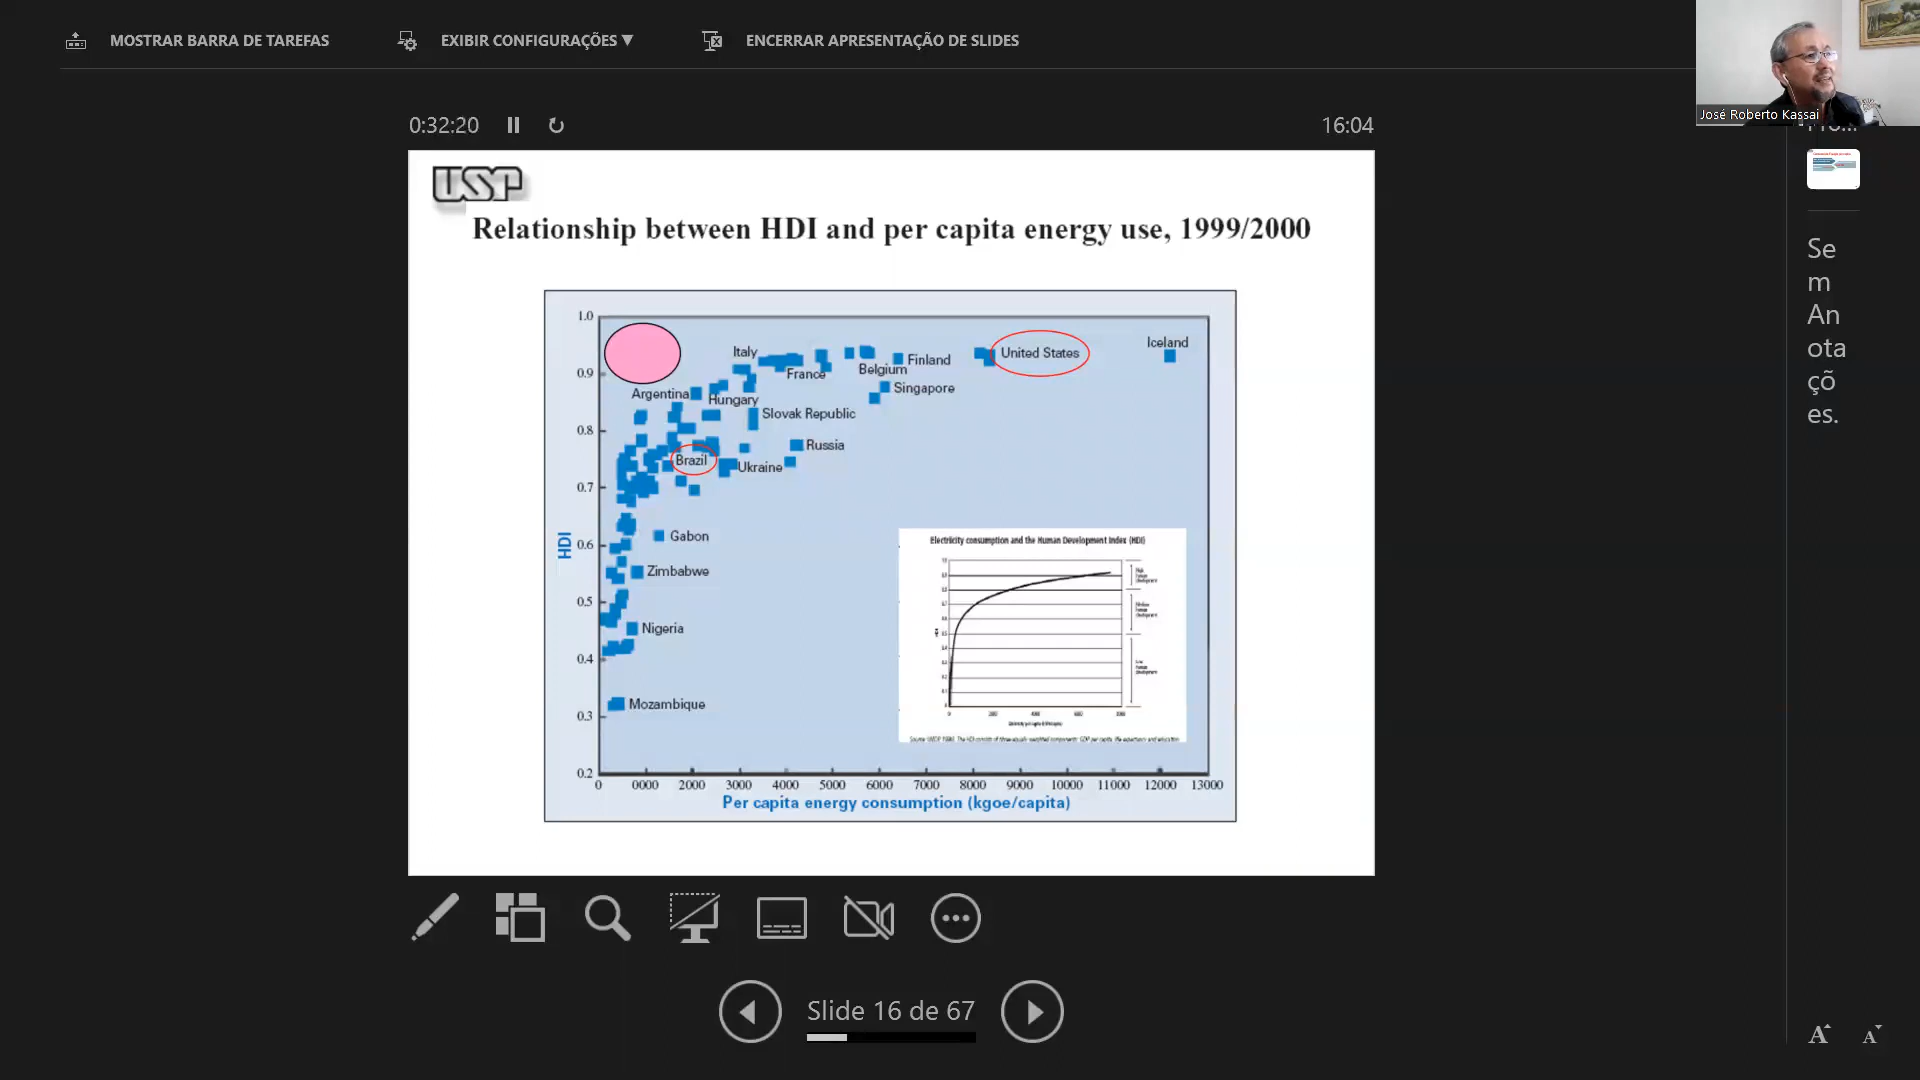 MOSTRAR BARRA DE TAREFAS
EXIBIR CONFIGURAÇÕES ▼
ENCERRAR APRESENTAÇÃO DE SLIDES
José Roberto Kassai
0:32:20
16:04
USP
Relationship between HDI and per capita energy use, 1999/2000
1.0
0.9
0.8
0.7
0.6
0.5
0.4
0.3
0.2
HDI
Italy
France
Belgium
Finland
United States
Iceland
Singapore
Argentina
Hungary
Slovak Republic
Russia
Brazil
Ukraine
Gabon
Zimbabwe
Nigeria
Mozambique
Electricity consumption and the Human Development Index (HDI)
0 0000 2000 3000 4000 5000 6000 7000 8000 9000 10000 11000 12000 13000
Per capita energy consumption (kgoe/capita)
Se
m
An
ota
çõ
es.
Slide 16 de 67
A A